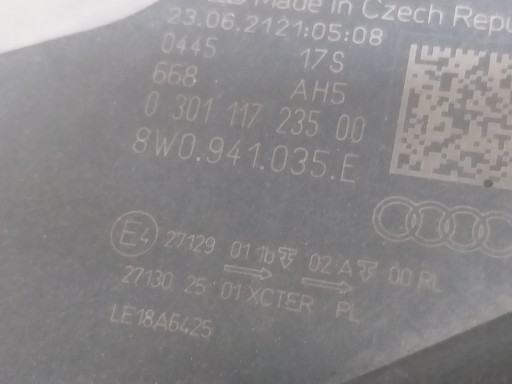 Made in Czech Repu
23.06.2121:05:08
0445 17S
668 AH5
0 301 117 235 00
8W0.941.035.E
E4 27129 01 1b 02 A 00 RL
27130 25 01 XCTER PL
LE18A6425